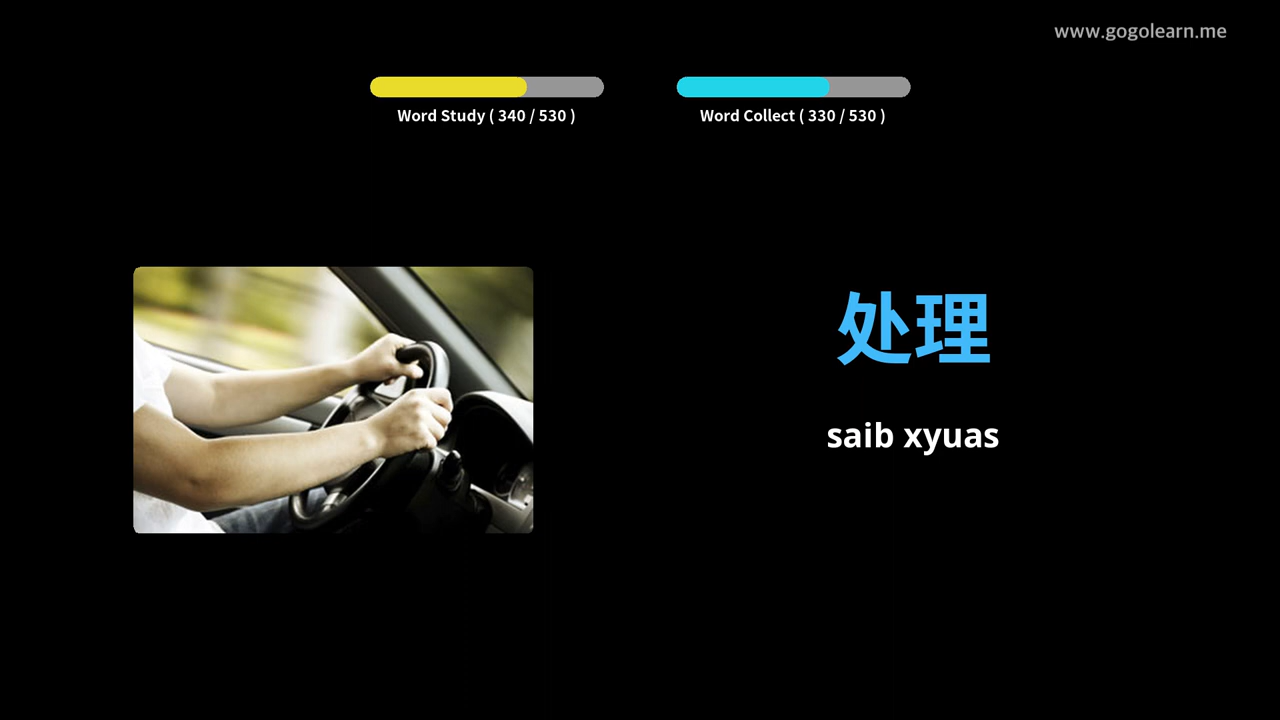 www.gogolearn.me
Word Study ( 340 / 530 )
Word Collect ( 330 / 530 )
处理
saib xyuas